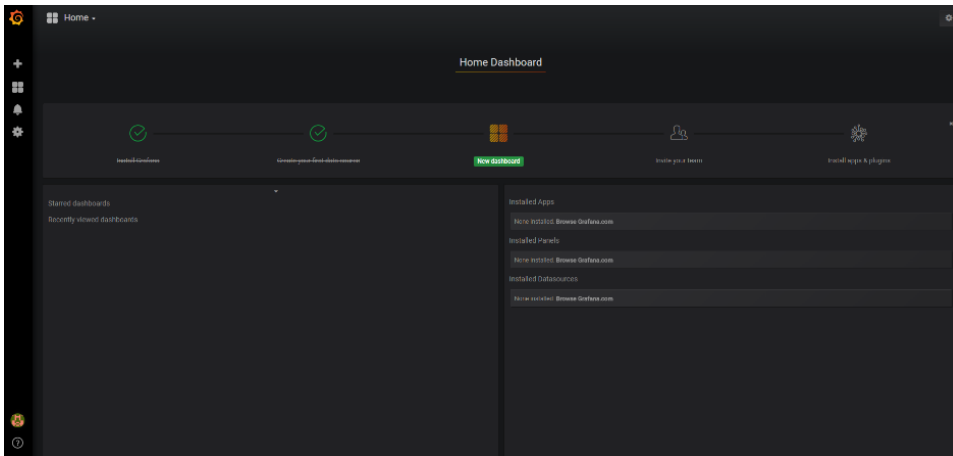 Home
Home Dashboard
Install Grafana
Create your first data source
New dashboard
Invite your team
Install apps & plugins
Starred dashboards
Recently viewed dashboards
Installed Apps
None installed. Browse Grafana.com
Installed Panels
None installed. Browse Grafana.com
Installed Datasources
None installed. Browse Grafana.com